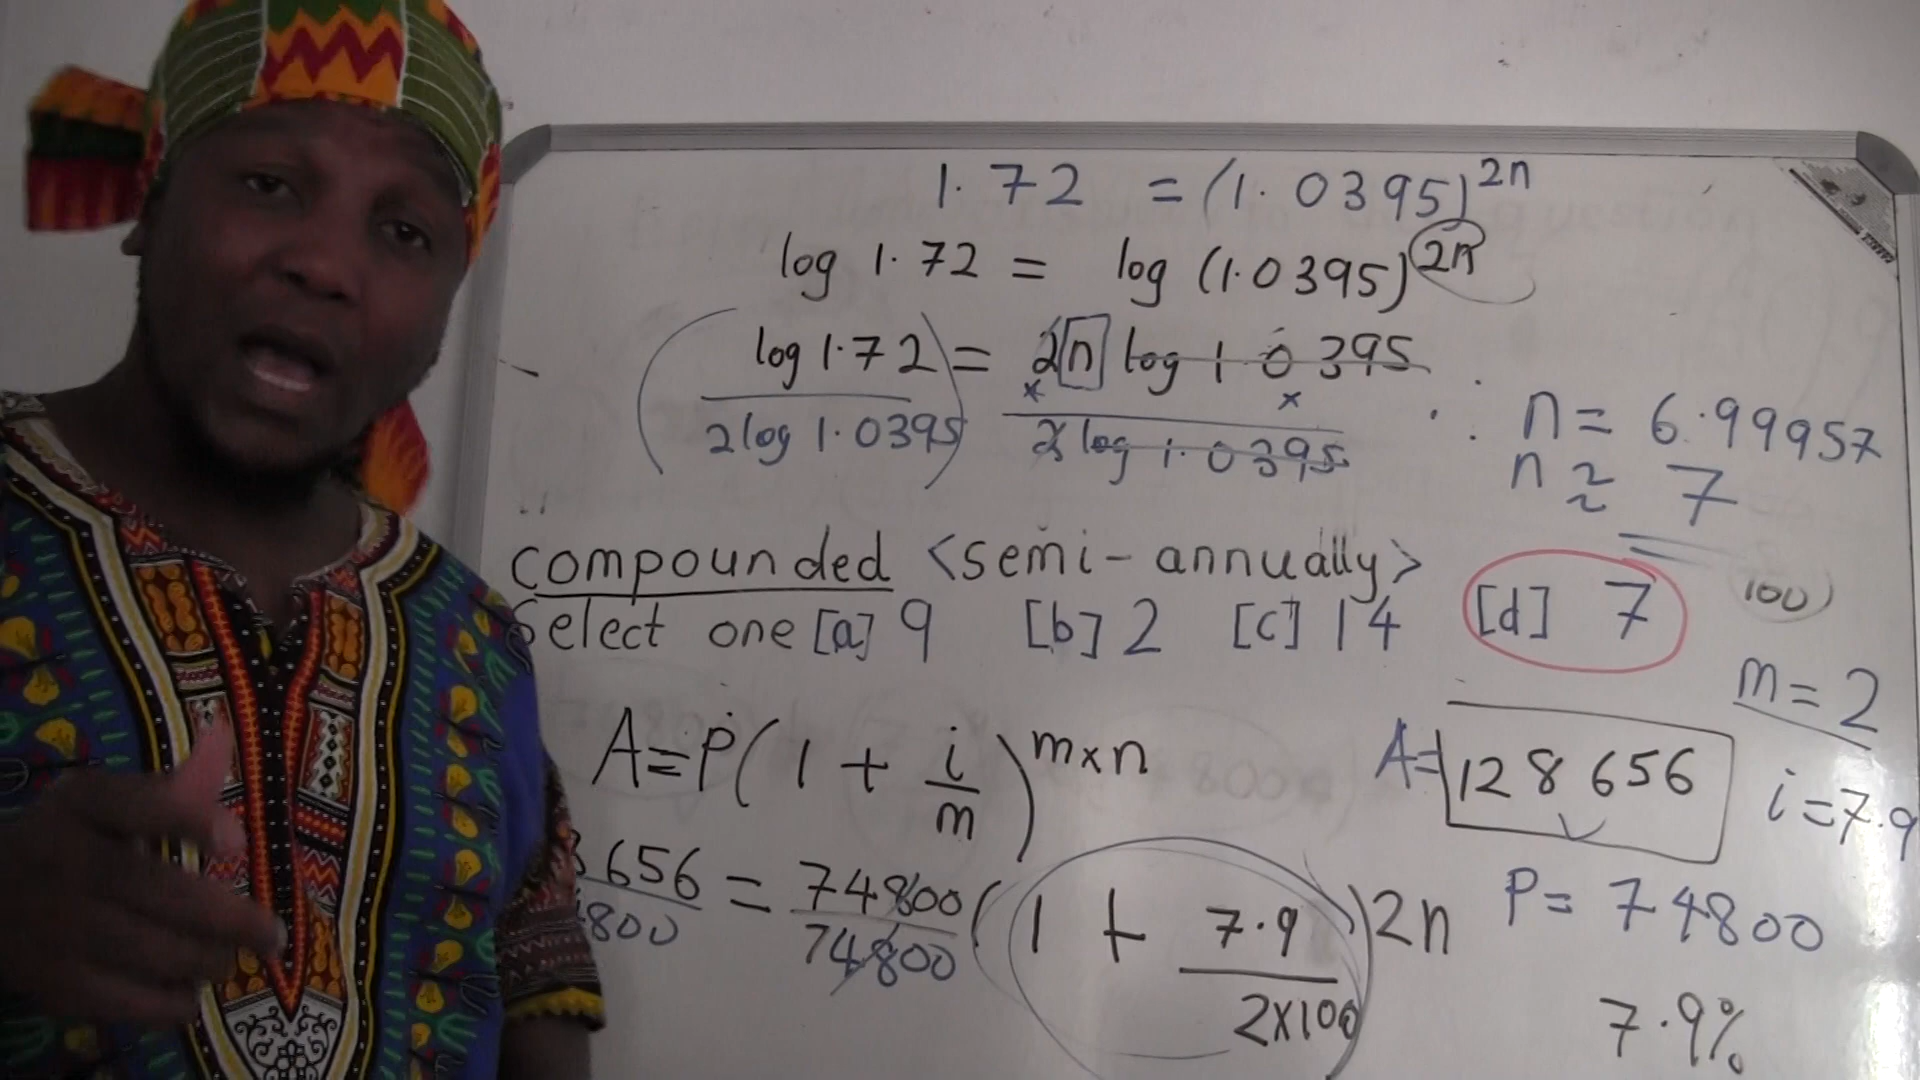 1.72 = (1.0395)^2n
log 1.72 = log (1.0395)^2n
log 1.72 = 2n log 1.0395
2 log 1.0395 2 log 1.0395
∴ n = 6.99957
n ≈ 7
compounded <semi-annually>
Select one [a] 9 [b] 2 [c] 14 [d] 7
100
m = 2
A = P(1 + i/m)^m×n
A = 128 656
i = 7.9
656 = 74800 (1 + 7.9 )2n
800 74800 2×100
P = 74800
7.9%